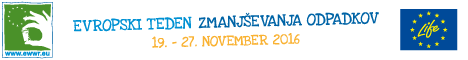 EVROPSKI TEDEN ZMANJŠEVANJA ODPADKOV
19. - 27. NOVEMBER 2016
www.ewwr.eu
Life